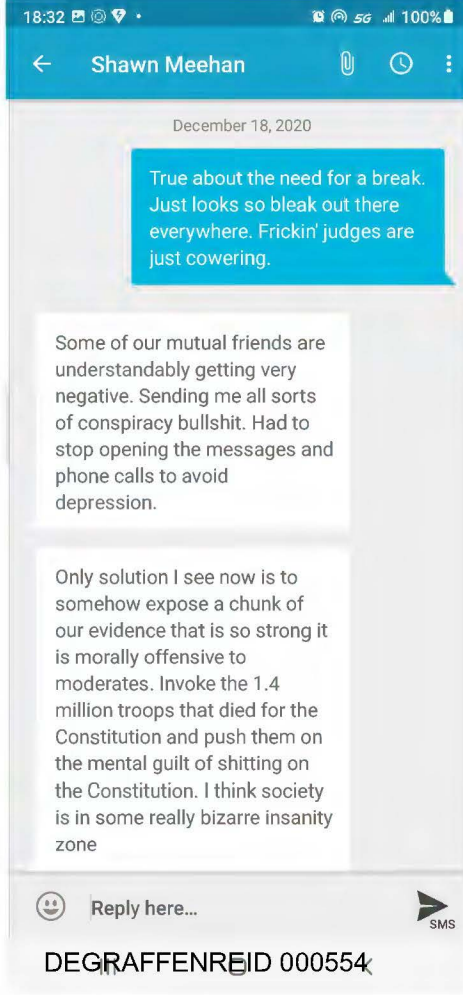 18:32 5G 100%
Shawn Meehan
December 18, 2020
True about the need for a break.
Just looks so bleak out there
everywhere. Frickin' judges are
just cowering.
Some of our mutual friends are
understandably getting very
negative. Sending me all sorts
of conspiracy bullshit. Had to
stop opening the messages and
phone calls to avoid
depression.
Only solution I see now is to
somehow expose a chunk of
our evidence that is so strong it
is morally offensive to
moderates. Invoke the 1.4
million troops that died for the
Constitution and push them on
the mental guilt of shitting on
the Constitution. I think society
is in some really bizarre insanity
zone
Reply here...
SMS
DEGRAFFENREID 000554